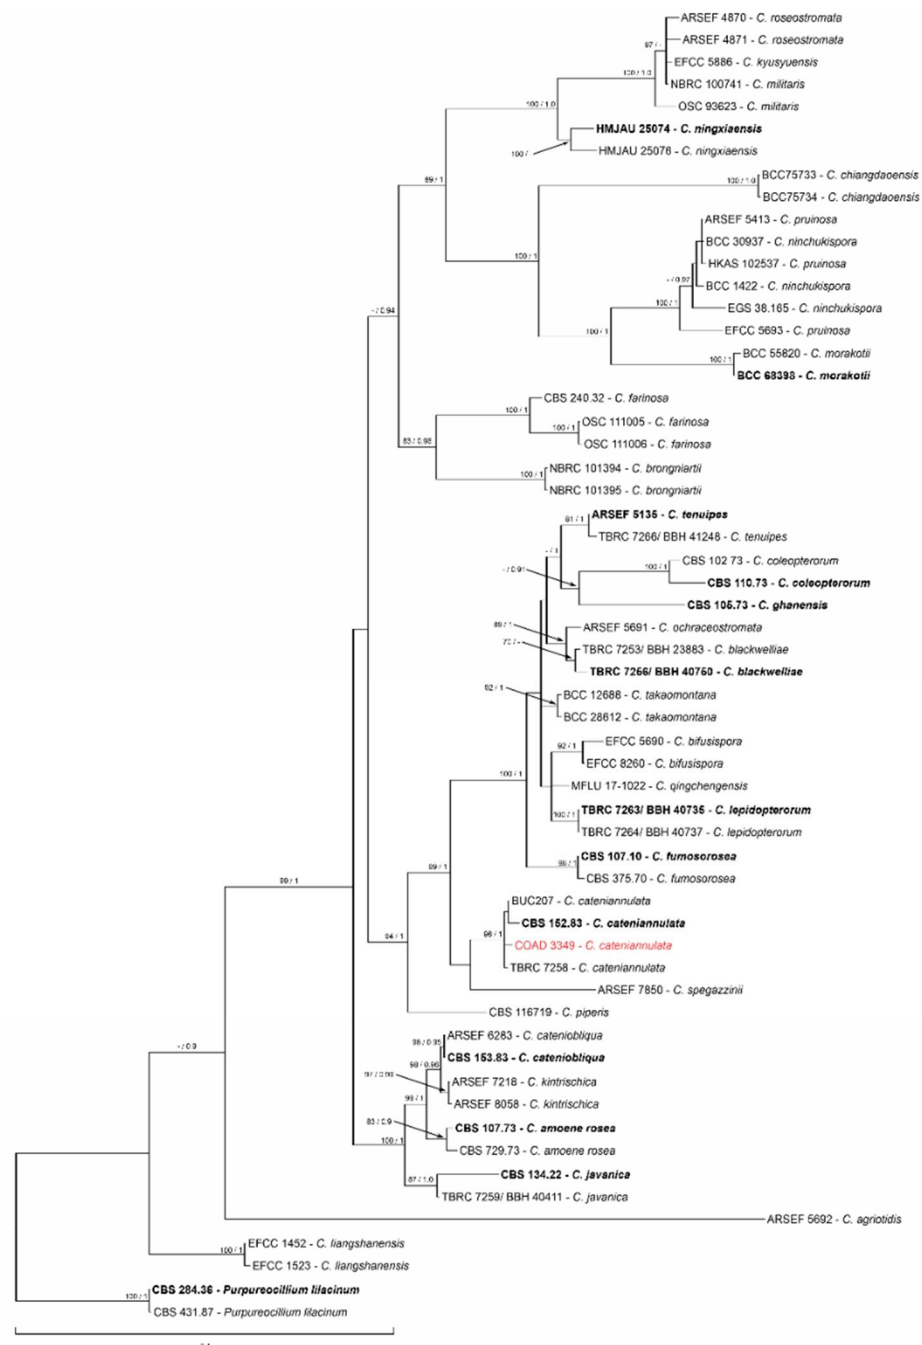 ARSEF 4870 - C. roseostromata
ARSEF 4871 - C. roseostromata
97 / -
EFCC 5886 - C. kyusyuensis
100 / 1.0
NBRC 100741 - C. militaris
OSC 93623 - C. militaris
100 / 1.0
HMJAU 25074 - C. ningxiaensis
HMJAU 25076 - C. ningxiaensis
100 /
BCC75733 - C. chiangdaoensis
100 / 1.0
89 / 1
BCC75734 - C. chiangdaoensis
ARSEF 5413 - C. pruinosa
BCC 30937 - C. ninchukispora
100 / 1
HKAS 102537 - C. pruinosa
- / 0.97
BCC 1422 - C. ninchukispora
100 / 1
EGS 38.165 - C. ninchukispora
- / 0.94
EFCC 5693 - C. pruinosa
100 / 1
BCC 55820 - C. morakotii
100 / 1
BCC 68398 - C. morakotii
CBS 240.32 - C. farinosa
100 / 1
OSC 111005 - C. farinosa
100 / 1
83 / 0.98
OSC 111006 - C. farinosa
NBRC 101394 - C. brongniartii
100 / 1
NBRC 101395 - C. brongniartii
ARSEF 5135 - C. tenuipes
81 / 1
TBRC 7266/ BBH 41248 - C. tenuipes
- / 1
CBS 102 73 - C. coleopterorum
- / 0.91
100 / 1
CBS 110.73 - C. coleopterorum
CBS 105.73 - C. ghanensis
89 / 1
ARSEF 5691 - C. ochraceostromata
70 / -
TBRC 7253/ BBH 23883 - C. blackwelliae
TBRC 7256/ BBH 40750 - C. blackwelliae
92 / 1
BCC 12688 - C. takaomontana
BCC 28612 - C. takaomontana
EFCC 5690 - C. bifusispora
92 / 1
EFCC 8260 - C. bifusispora
100 / 1
MFLU 17-1022 - C. qingchengensis
TBRC 7263/ BBH 40735 - C. lepidopterorum
100 / 1
TBRC 7264/ BBH 40737 - C. lepidopterorum
CBS 107.10 - C. fumosorosea
99 / 1
CBS 375.70 - C. fumosorosea
BUC207 - C. cateniannulata
CBS 152.83 - C. cateniannulata
94 / 1
COAD 3349 - C. cateniannulata
TBRC 7258 - C. cateniannulata
ARSEF 7850 - C. spegazzinii
CBS 116719 - C. piperis
ARSEF 6283 - C. cateniobliqua
98 / 0.95
- / 0.9
CBS 153.83 - C. cateniobliqua
ARSEF 7218 - C. kintrischica
99 / 1
ARSEF 8058 - C. kintrischica
CBS 107.73 - C. amoene rosea
100 / 1
CBS 729.73 - C. amoene rosea
CBS 134.22 - C. javanica
87 / 1.0
TBRC 7259/ BBH 40411 - C. javanica
ARSEF 5692 - C. agriotidis
EFCC 1452 - C. liangshanensis
100 / 1
EFCC 1523 - C. liangshanensis
CBS 284.36 - Purpureocillium lilacinum
100 / 1
CBS 431.87 - Purpureocillium lilacinum